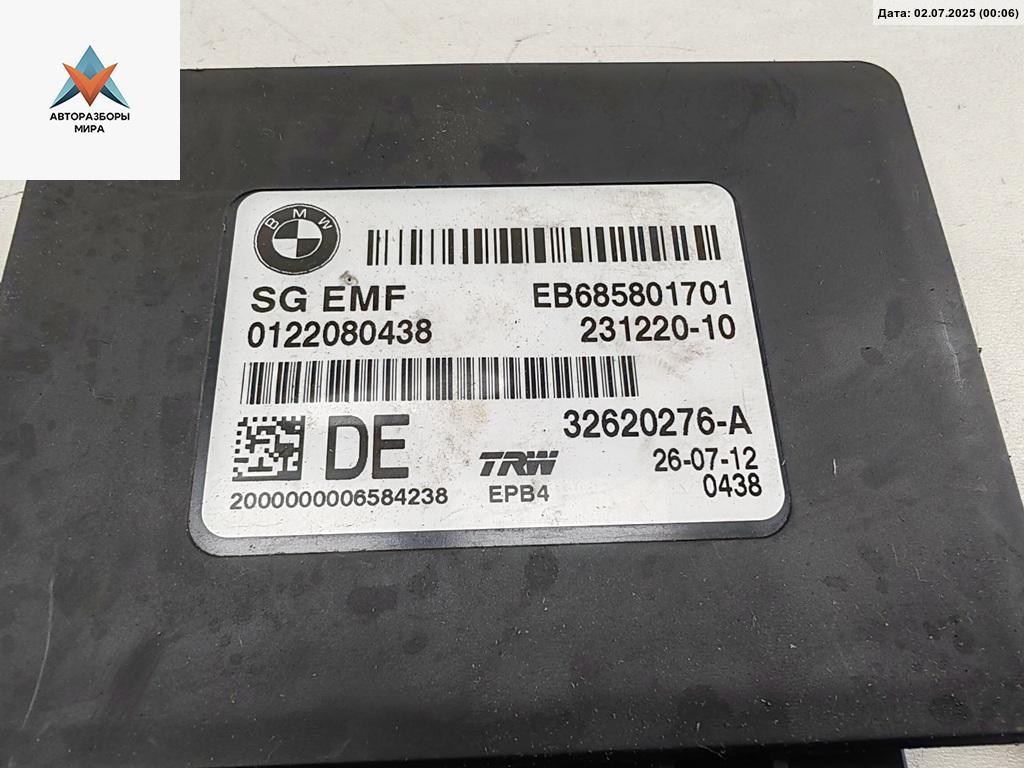 Дата: 02.07.2025 (00:06)
АВТОРАЗБОРЫ
МИРА
BMW
SG EMF
EB685801701
0122080438
231220-10
32620276-A
DE
TRW
26-07-12
2000000006584238
EPB4
0438